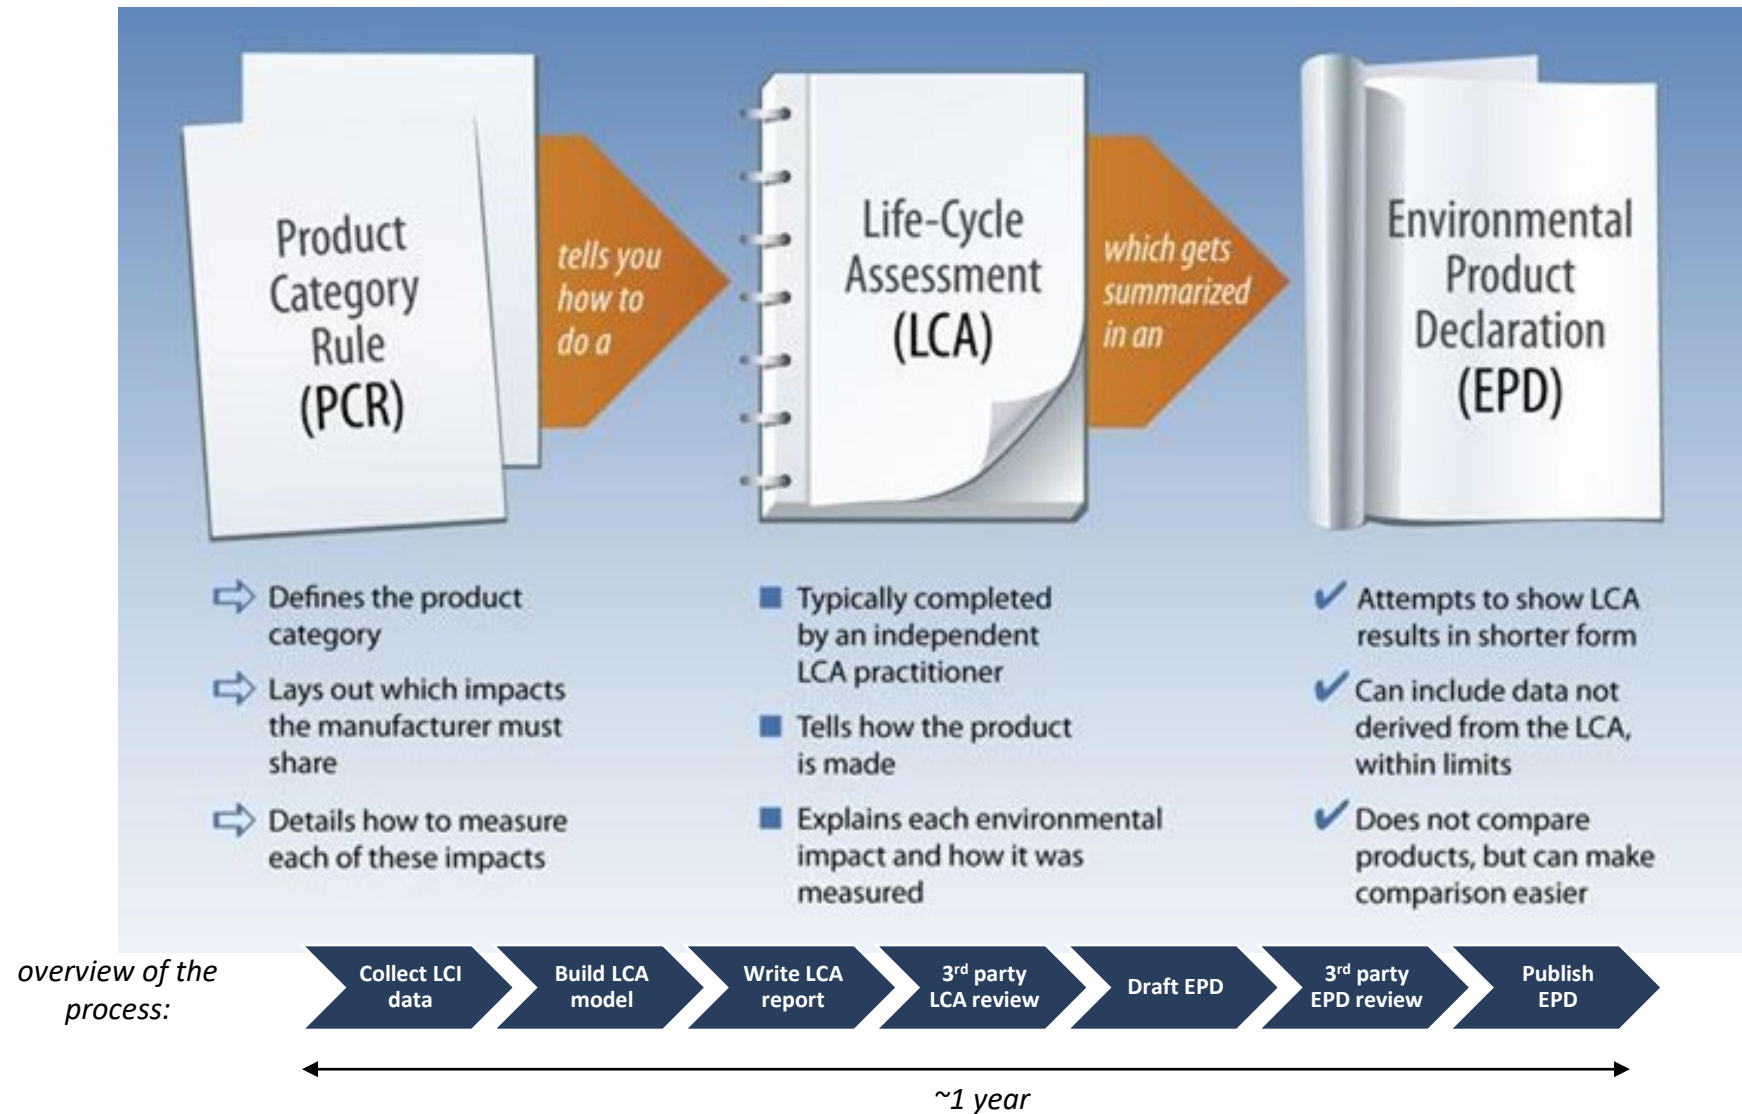 Product
Category
Rule
(PCR)
tells you
how to
do a
Life-Cycle
Assessment
(LCA)
which gets
summarized
in an
Environmental
Product
Declaration
(EPD)
Defines the product
category
Lays out which impacts
the manufacturer must
share
Details how to measure
each of these impacts
Typically completed
by an independent
LCA practitioner
Tells how the product
is made
Explains each environmental
impact and how it was
measured
Attempts to show LCA
results in shorter form
Can include data not
derived from the LCA,
within limits
Does not compare
products, but can make
comparison easier
overview of the
process:
Collect LCI
data
Build LCA
model
Write LCA
report
3rd party
LCA review
Draft EPD
3rd party
EPD review
Publish
EPD
~1 year